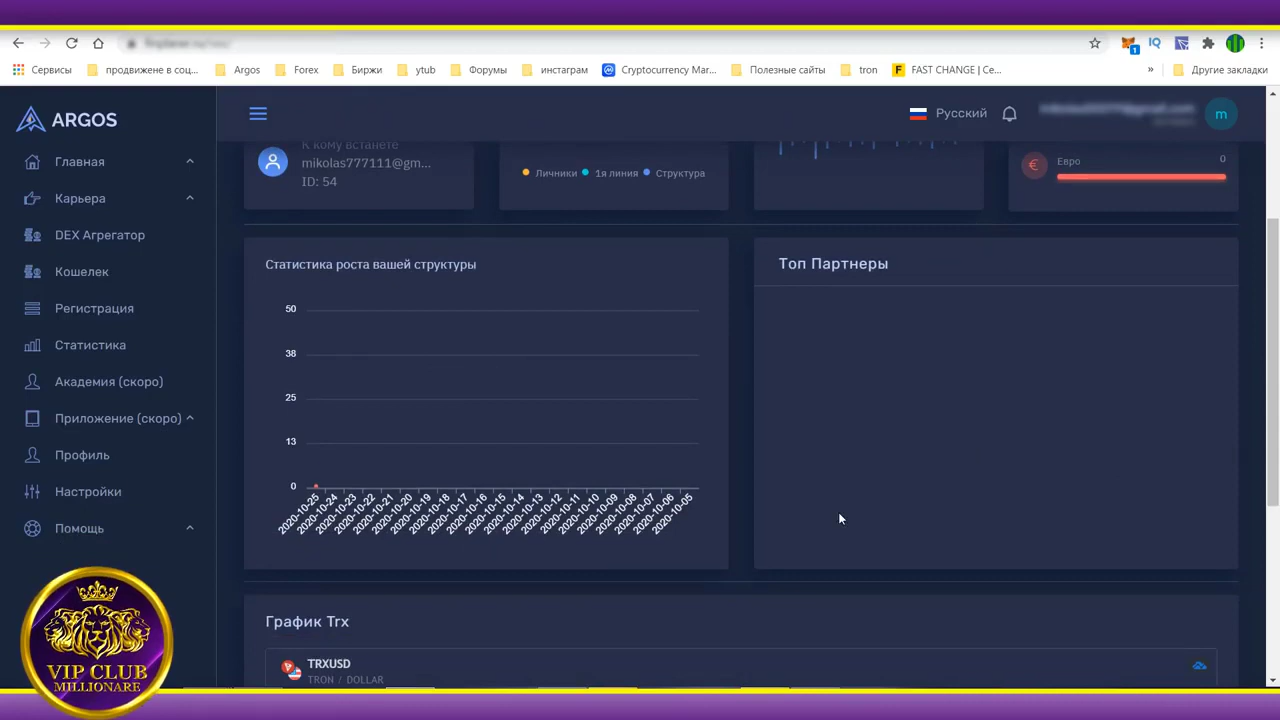 Сервисы
продвижене в соц...
Argos
Forex
Биржи
ytub
Форумы
инстаграм
Cryptocurrency Mar...
Полезные сайты
tron
FAST CHANGE | Се...
»
Другие закладки
ARGOS
Русский
m
Главная
Карьера
DEX Агрегатор
Кошелек
Регистрация
Статистика
Академия (скоро)
Приложение (скоро)
Профиль
Настройки
Помощь
К кому встанете
mikolas777111@gm...
ID: 54
Личники
1я линия
Структура
Евро
0
Статистика роста вашей структуры
50
38
25
13
0
2020-10-25
2020-10-24
2020-10-23
2020-10-22
2020-10-21
2020-10-20
2020-10-19
2020-10-18
2020-10-17
2020-10-16
2020-10-15
2020-10-14
2020-10-13
2020-10-12
2020-10-11
2020-10-10
2020-10-09
2020-10-08
2020-10-07
2020-10-06
2020-10-05
Топ Партнеры
График Trx
TRXUSD
TRON / DOLLAR
VIP CLUB
MILLIONARE